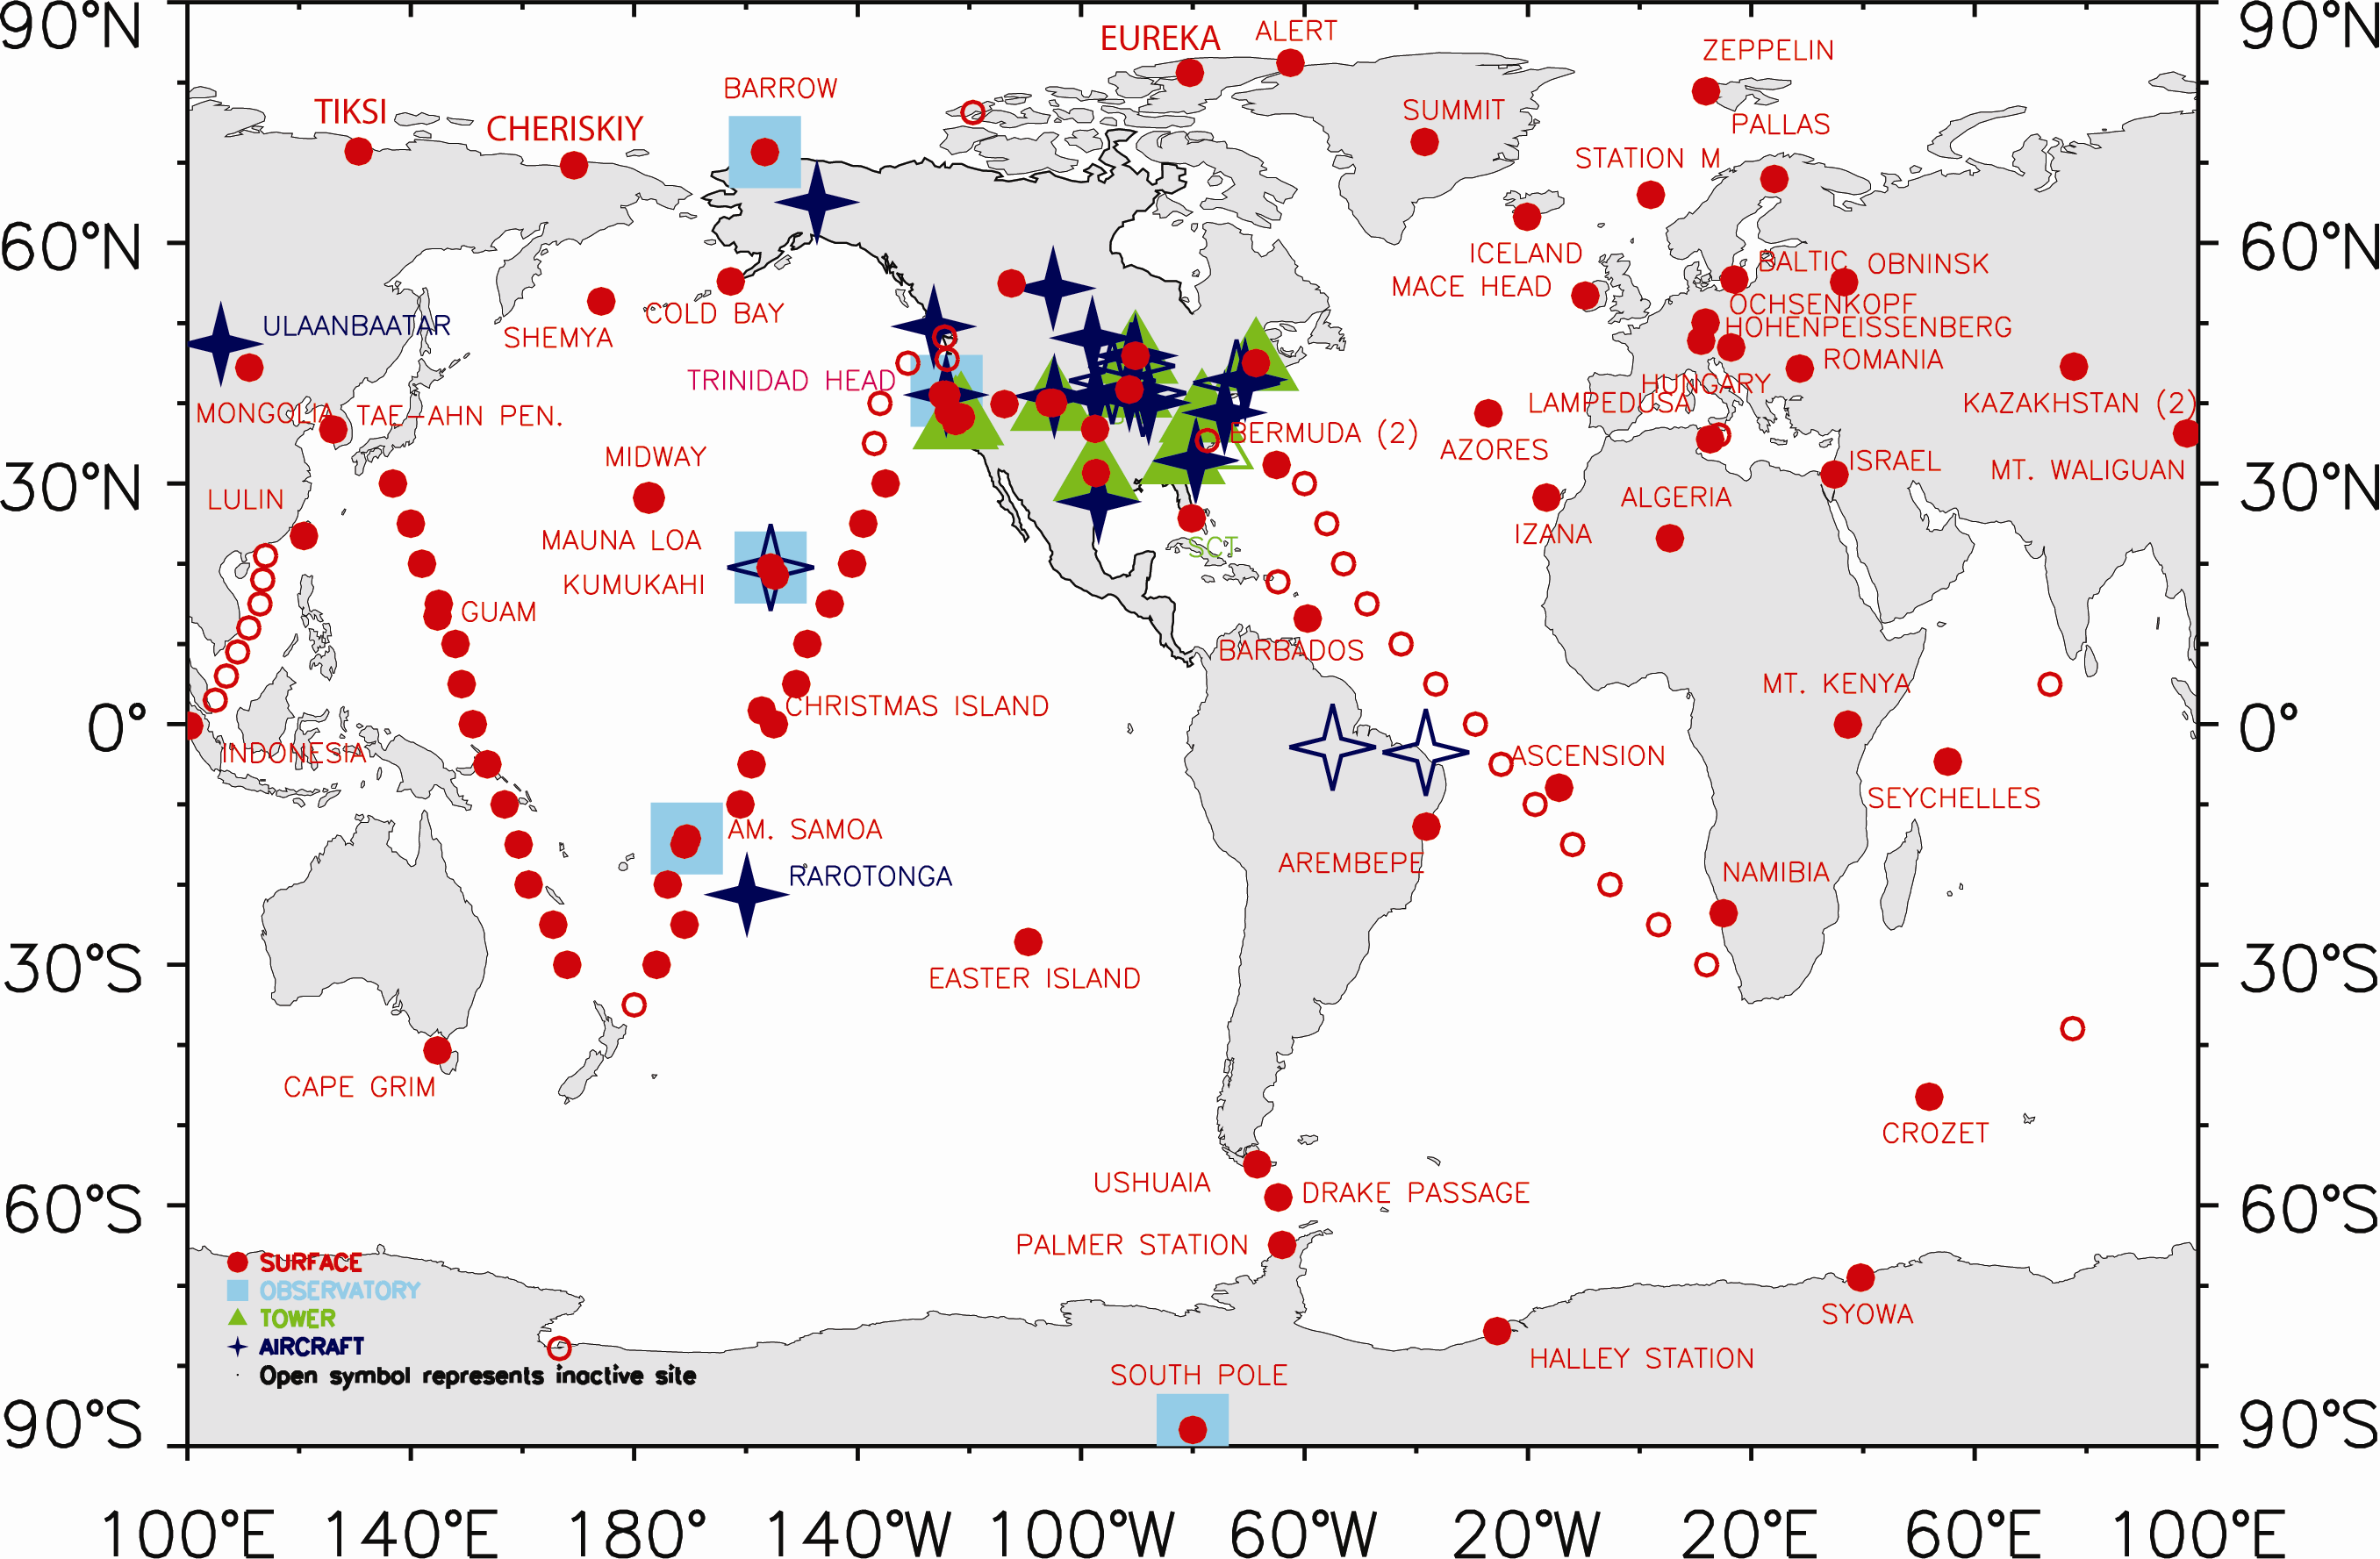 90°N
90°N
EUREKA
ALERT
ZEPPELIN
BARROW
TIKSI
CHERISKIY
SUMMIT
PALLAS
STATION M
60°N
60°N
ICELAND
BALTIC
OBNINSK
MACE HEAD
COLD BAY
OCHSENKOPF
ULAANBAATAR
SHEMYA
HOHENPEISSENBERG
ROMANIA
TRINIDAD HEAD
HUNGARY
MONGOLIA
TAE-AHN PEN.
LAMPEDUSA
KAZAKHSTAN (2)
BERMUDA (2)
AZORES
MIDWAY
ISRAEL
MT. WALIGUAN
30°N
30°N
LULIN
ALGERIA
MAUNA LOA
IZANA
SCT
KUMUKAHI
GUAM
BARBADOS
MT. KENYA
CHRISTMAS ISLAND
0°
0°
INDONESIA
ASCENSION
SEYCHELLES
AM. SAMOA
AREMBEPE
RAROTONGA
NAMIBIA
30°S
30°S
EASTER ISLAND
CAPE GRIM
CROZET
USHUAIA
DRAKE PASSAGE
60°S
60°S
PALMER STATION
SURFACE
OBSERVATORY
TOWER
AIRCRAFT
Open symbol represents inactive site
SYOWA
HALLEY STATION
SOUTH POLE
90°S
90°S
100°E 140°E 180° 140°W 100°W 60°W 20°W 20°E 60°E 100°E